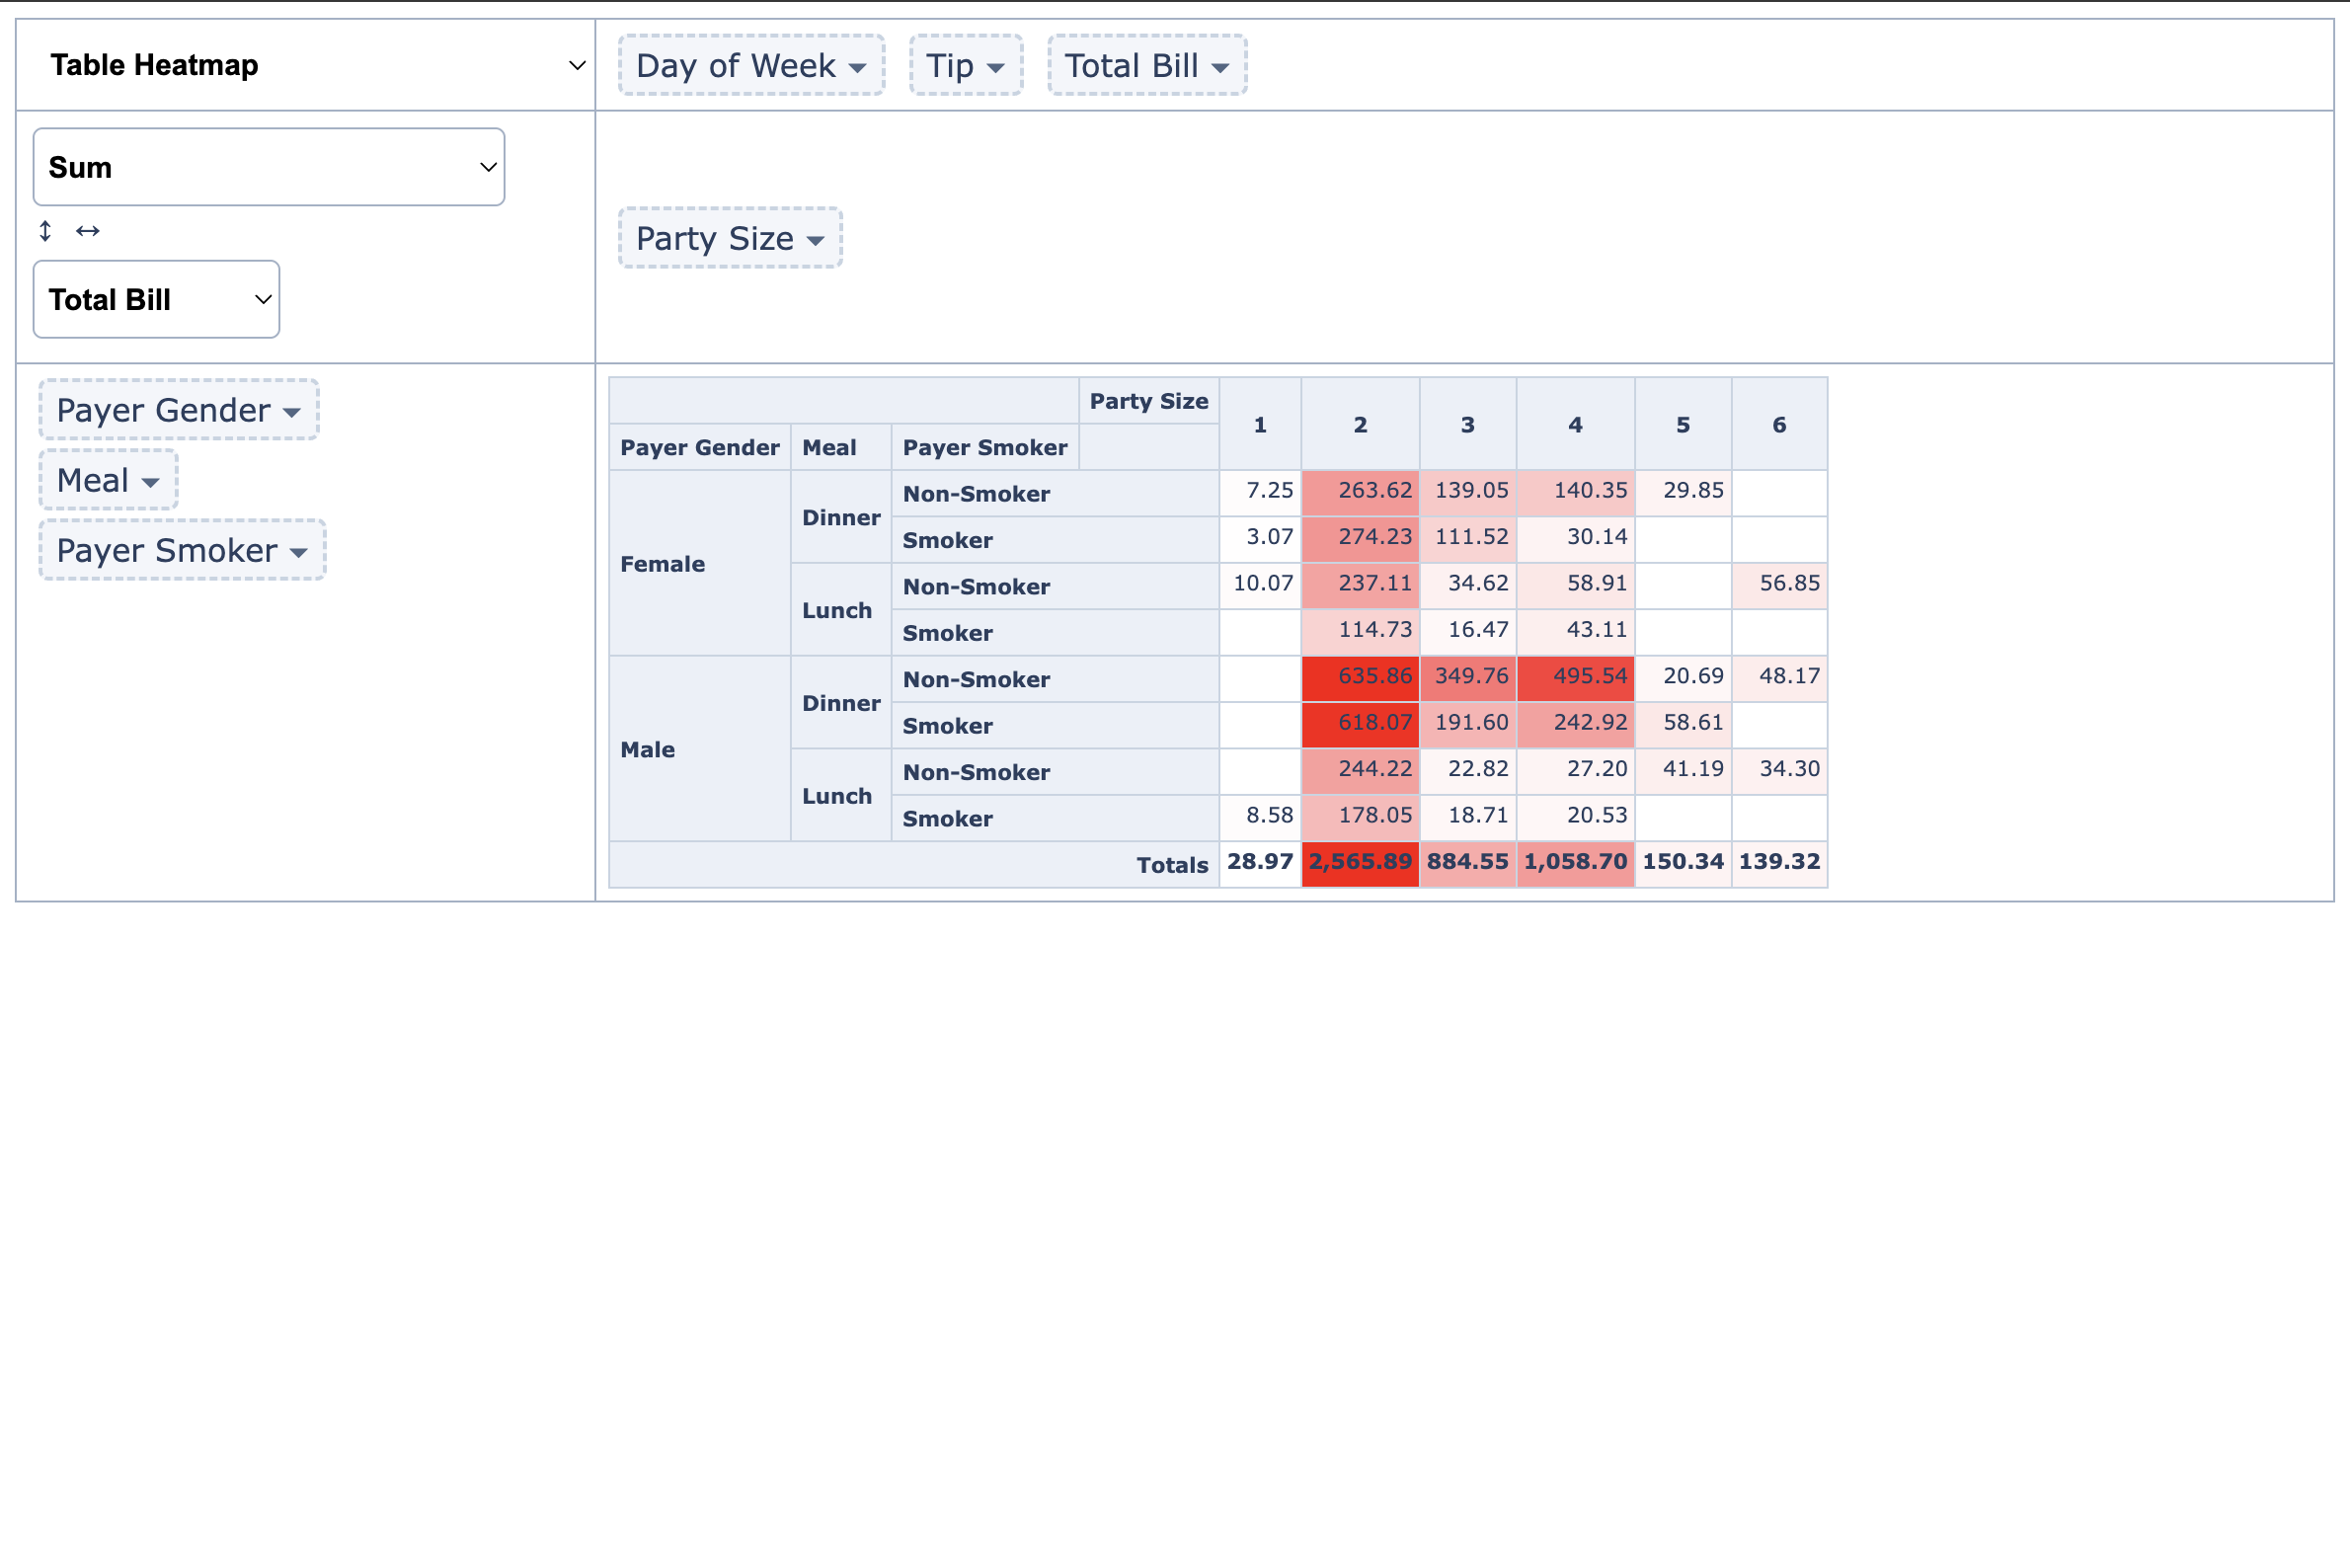 Table Heatmap
Day of Week Tip Total Bill
Sum
↕ ↔
Total Bill
Party Size
Payer Gender
Meal
Payer Smoker
Party Size 1 2 3 4 5 6
Payer Gender Meal Payer Smoker
Female Dinner Non-Smoker 7.25 263.62 139.05 140.35 29.85
Smoker 3.07 274.23 111.52 30.14
Lunch Non-Smoker 10.07 237.11 34.62 58.91 56.85
Smoker 114.73 16.47 43.11
Male Dinner Non-Smoker 635.86 349.76 495.54 20.69 48.17
Smoker 618.07 191.60 242.92 58.61
Lunch Non-Smoker 244.22 22.82 27.20 41.19 34.30
Smoker 8.58 178.05 18.71 20.53
Totals 28.97 2,565.89 884.55 1,058.70 150.34 139.32